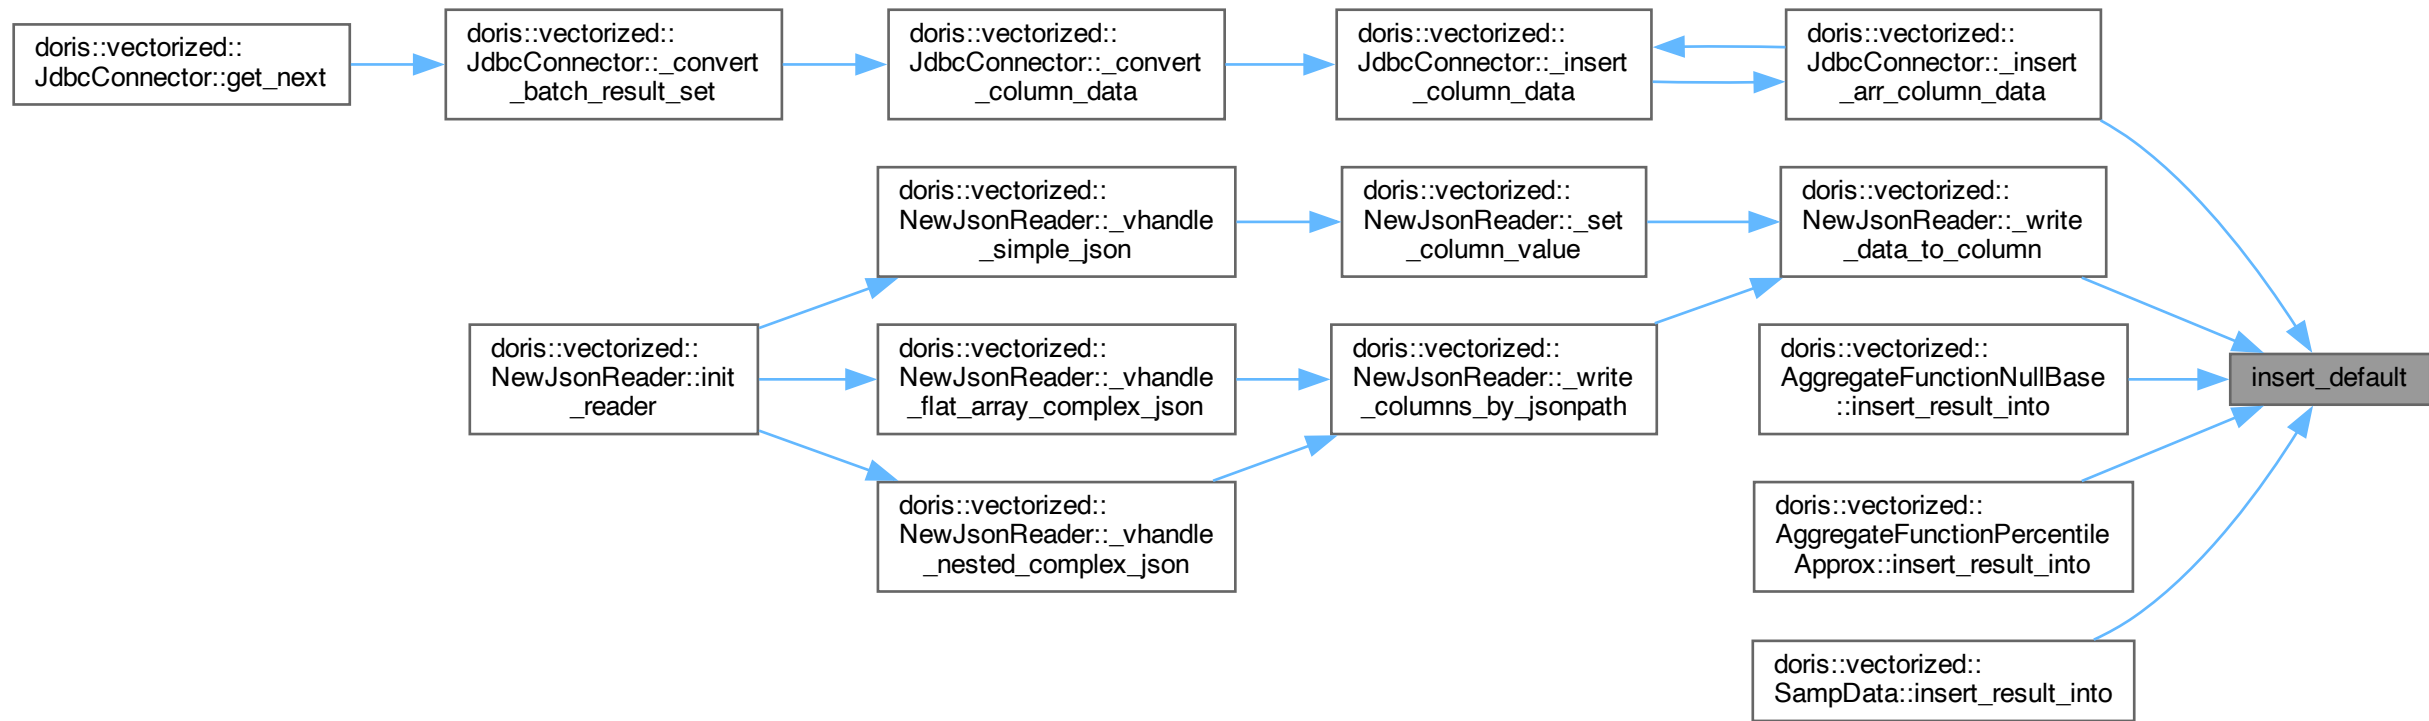 doris::vectorized::
JdbcConnector::get_next
doris::vectorized::
JdbcConnector::_convert
_batch_result_set
doris::vectorized::
JdbcConnector::_convert
_column_data
doris::vectorized::
JdbcConnector::_insert
_column_data
doris::vectorized::
JdbcConnector::_insert
_arr_column_data
doris::vectorized::
NewJsonReader::_vhandle
_simple_json
doris::vectorized::
NewJsonReader::_set
_column_value
doris::vectorized::
NewJsonReader::_write
_data_to_column
doris::vectorized::
NewJsonReader::init
_reader
doris::vectorized::
NewJsonReader::_vhandle
_flat_array_complex_json
doris::vectorized::
NewJsonReader::_write
_columns_by_jsonpath
doris::vectorized::
AggregateFunctionNullBase
::insert_result_into
insert_default
doris::vectorized::
NewJsonReader::_vhandle
_nested_complex_json
doris::vectorized::
AggregateFunctionPercentile
Approx::insert_result_into
doris::vectorized::
SampData::insert_result_into